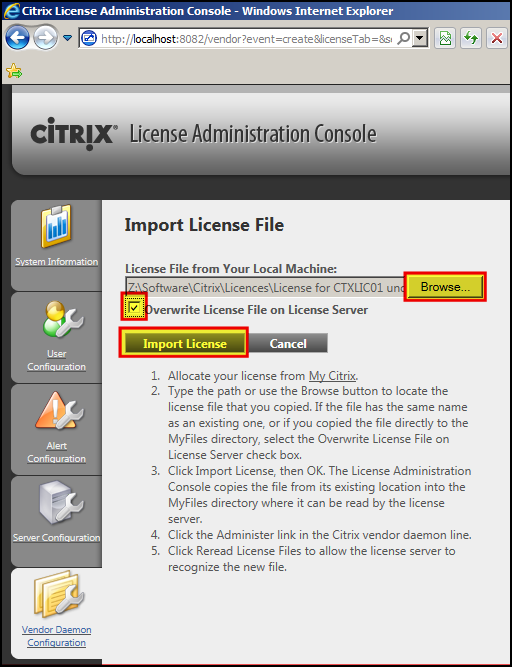 Citrix License Administration Console - Windows Internet Explorer
http://localhost:8082/vendor?event=create&licenseTab=&s
CİTRIX® License Administration Console
System Information
User
Configuration
Alert
Configuration
Server Configuration
Vendor Daemon
Configuration
Import License File
License File from Your Local Machine:
Z:\Software\Citrix\Licences\License for CTXLIC01 und
Browse...
Overwrite License File on License Server
Import License
Cancel
1. Allocate your license from My Citrix.
2. Type the path or use the Browse button to locate the
license file that you copied. If the file has the same name
as an existing one, or if you copied the file directly to the
MyFiles directory, select the Overwrite License File on
License Server check box.
3. Click Import License, then OK. The License Administration
Console copies the file from its existing location into the
MyFiles directory where it can be read by the license
server.
4. Click the Administer link in the Citrix vendor daemon line.
5. Click Reread License Files to allow the license server to
recognize the new file.